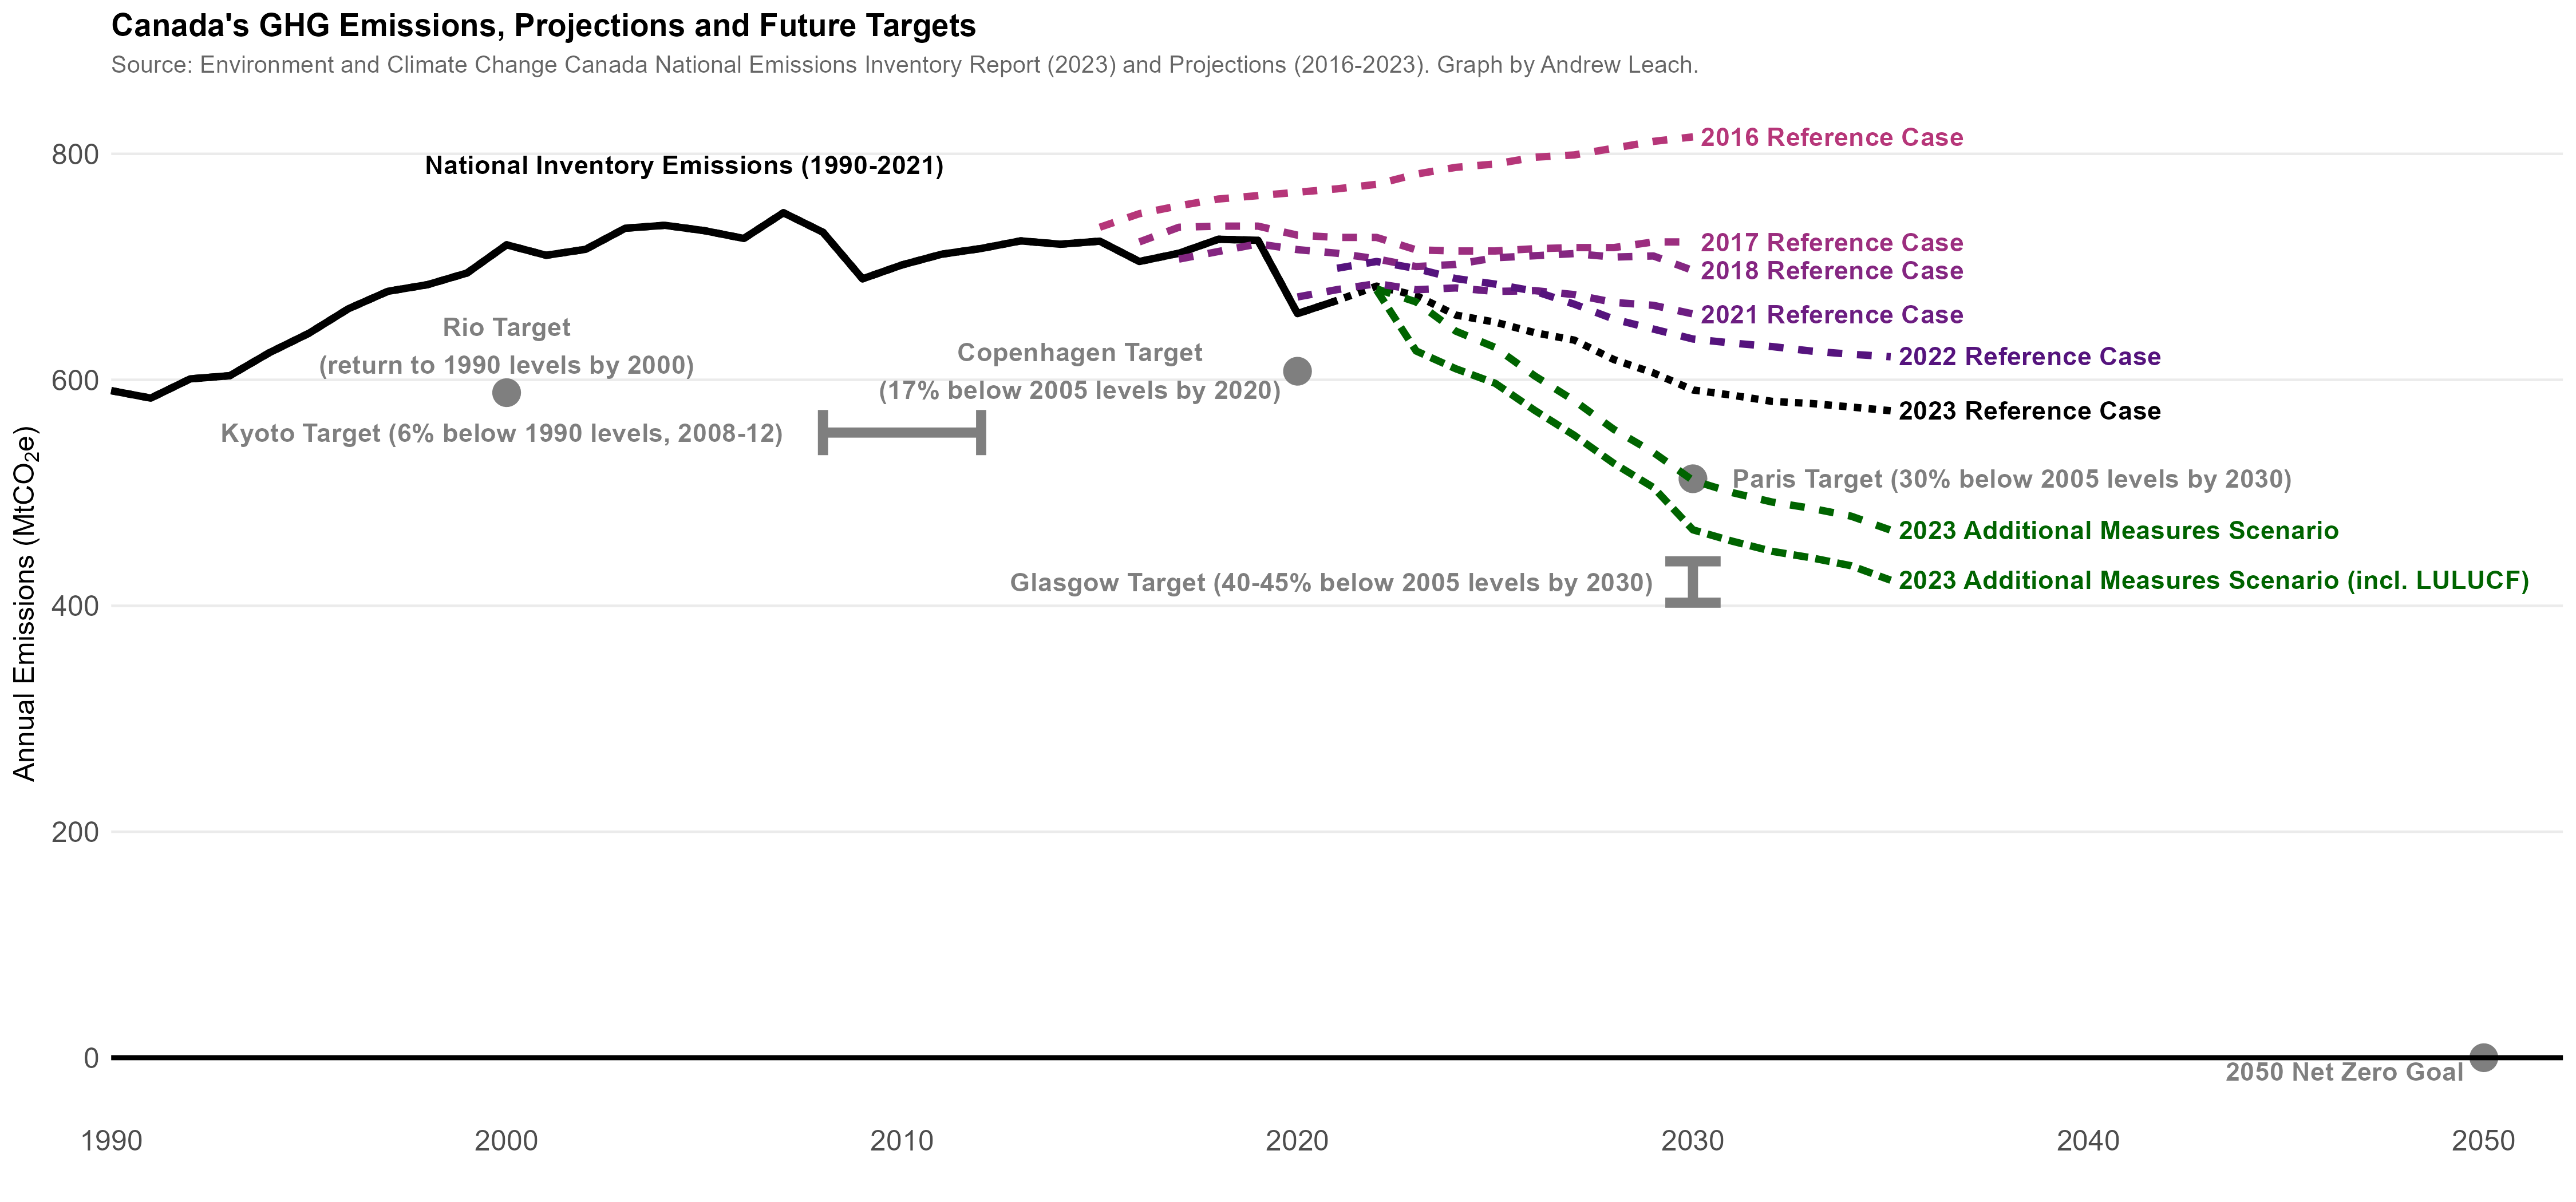 Canada's GHG Emissions, Projections and Future Targets
Source: Environment and Climate Change Canada National Emissions Inventory Report (2023) and Projections (2016-2023). Graph by Andrew Leach.
Annual Emissions (MtCO₂e)
800
600
400
200
0
National Inventory Emissions (1990-2021)
2016 Reference Case
2017 Reference Case
2018 Reference Case
2021 Reference Case
2022 Reference Case
2023 Reference Case
Rio Target
(return to 1990 levels by 2000)
Copenhagen Target
(17% below 2005 levels by 2020)
Kyoto Target (6% below 1990 levels, 2008-12)
Paris Target (30% below 2005 levels by 2030)
2023 Additional Measures Scenario
Glasgow Target (40-45% below 2005 levels by 2030)
2023 Additional Measures Scenario (incl. LULUCF)
2050 Net Zero Goal
1990
2000
2010
2020
2030
2040
2050